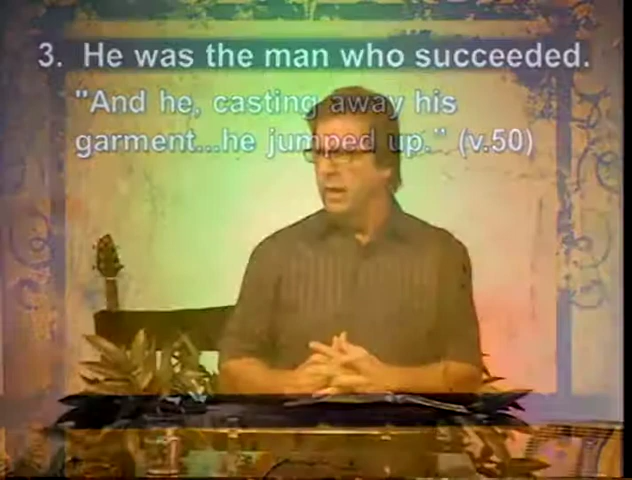 3. He was the man who succeeded.
"And he, casting away his
garment...he jumped up." (v.50)